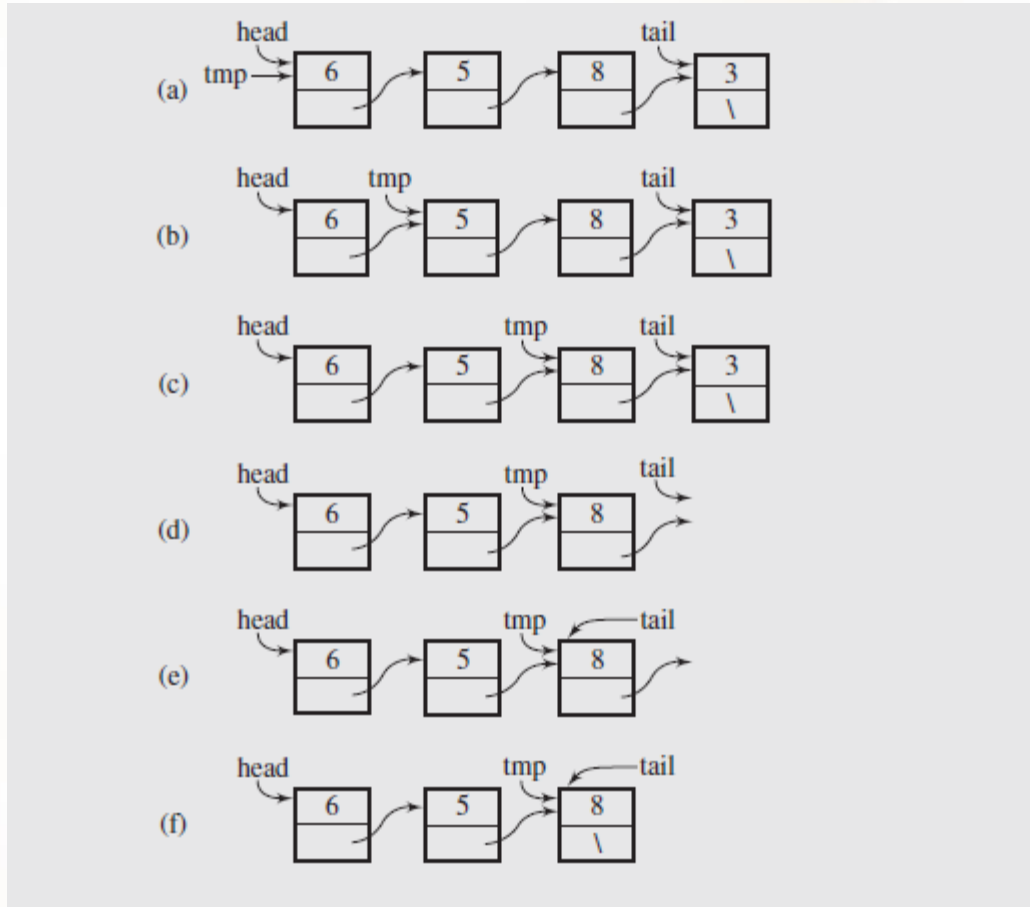 head tail
(a) tmp 6 5 8 3
\
head tmp tail
(b) 6 5 8 3
\
head tmp tail
(c) 6 5 8 3
\
head tmp tail
(d) 6 5 8
head tmp tail
(e) 6 5 8
head tmp tail
(f) 6 5 8
\